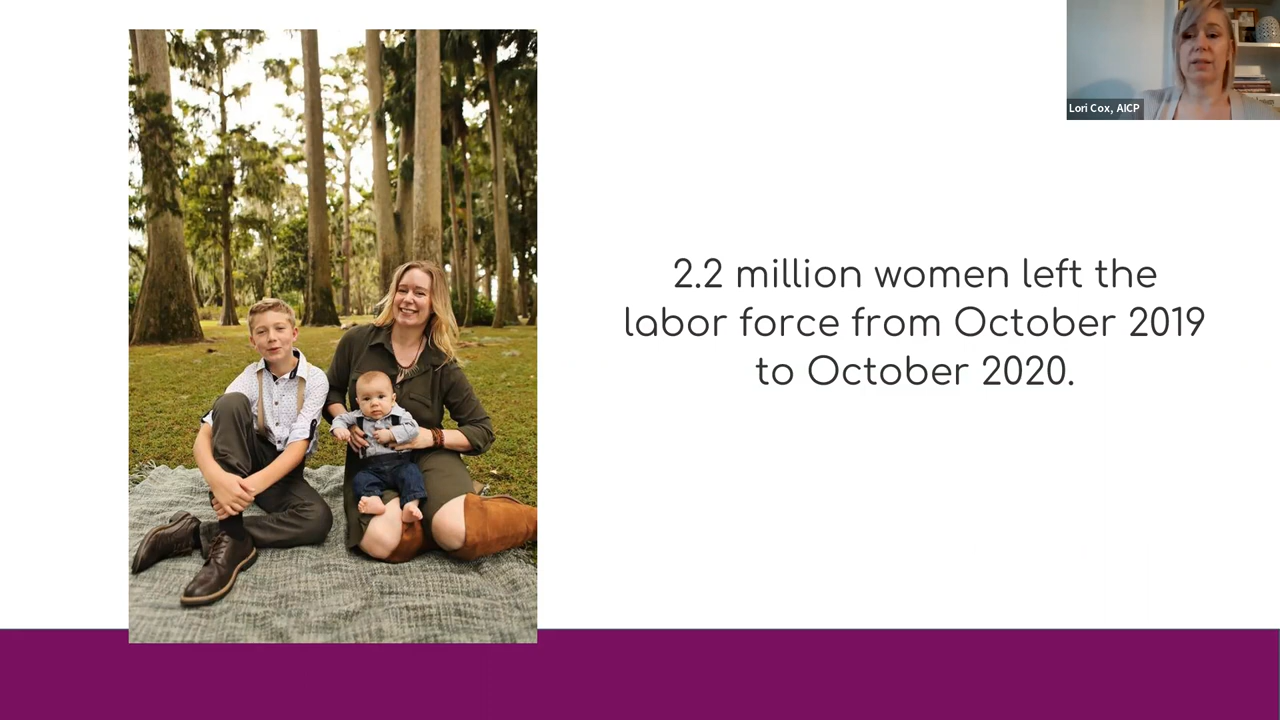 Lori Cox, AICP
2.2 million women left the
labor force from October 2019
to October 2020.